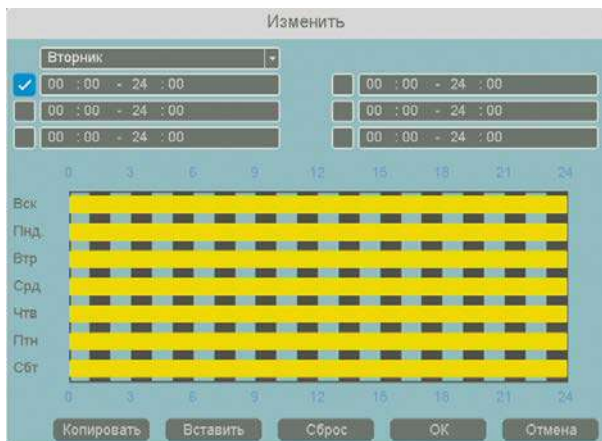 Изменить
Вторник
00 :00 - 24 :00 00 :00 - 24 :00
00 :00 - 24 :00 00 :00 - 24 :00
00 :00 - 24 :00 00 :00 - 24 :00
0 3 6 9 12 15 18 21 24
Вск
Пнд
Втр
Срд
Чтв
Птн
Сбт
0 3 6 9 12 15 18 21 24
Копировать Вставить Сброс ОК Отмена